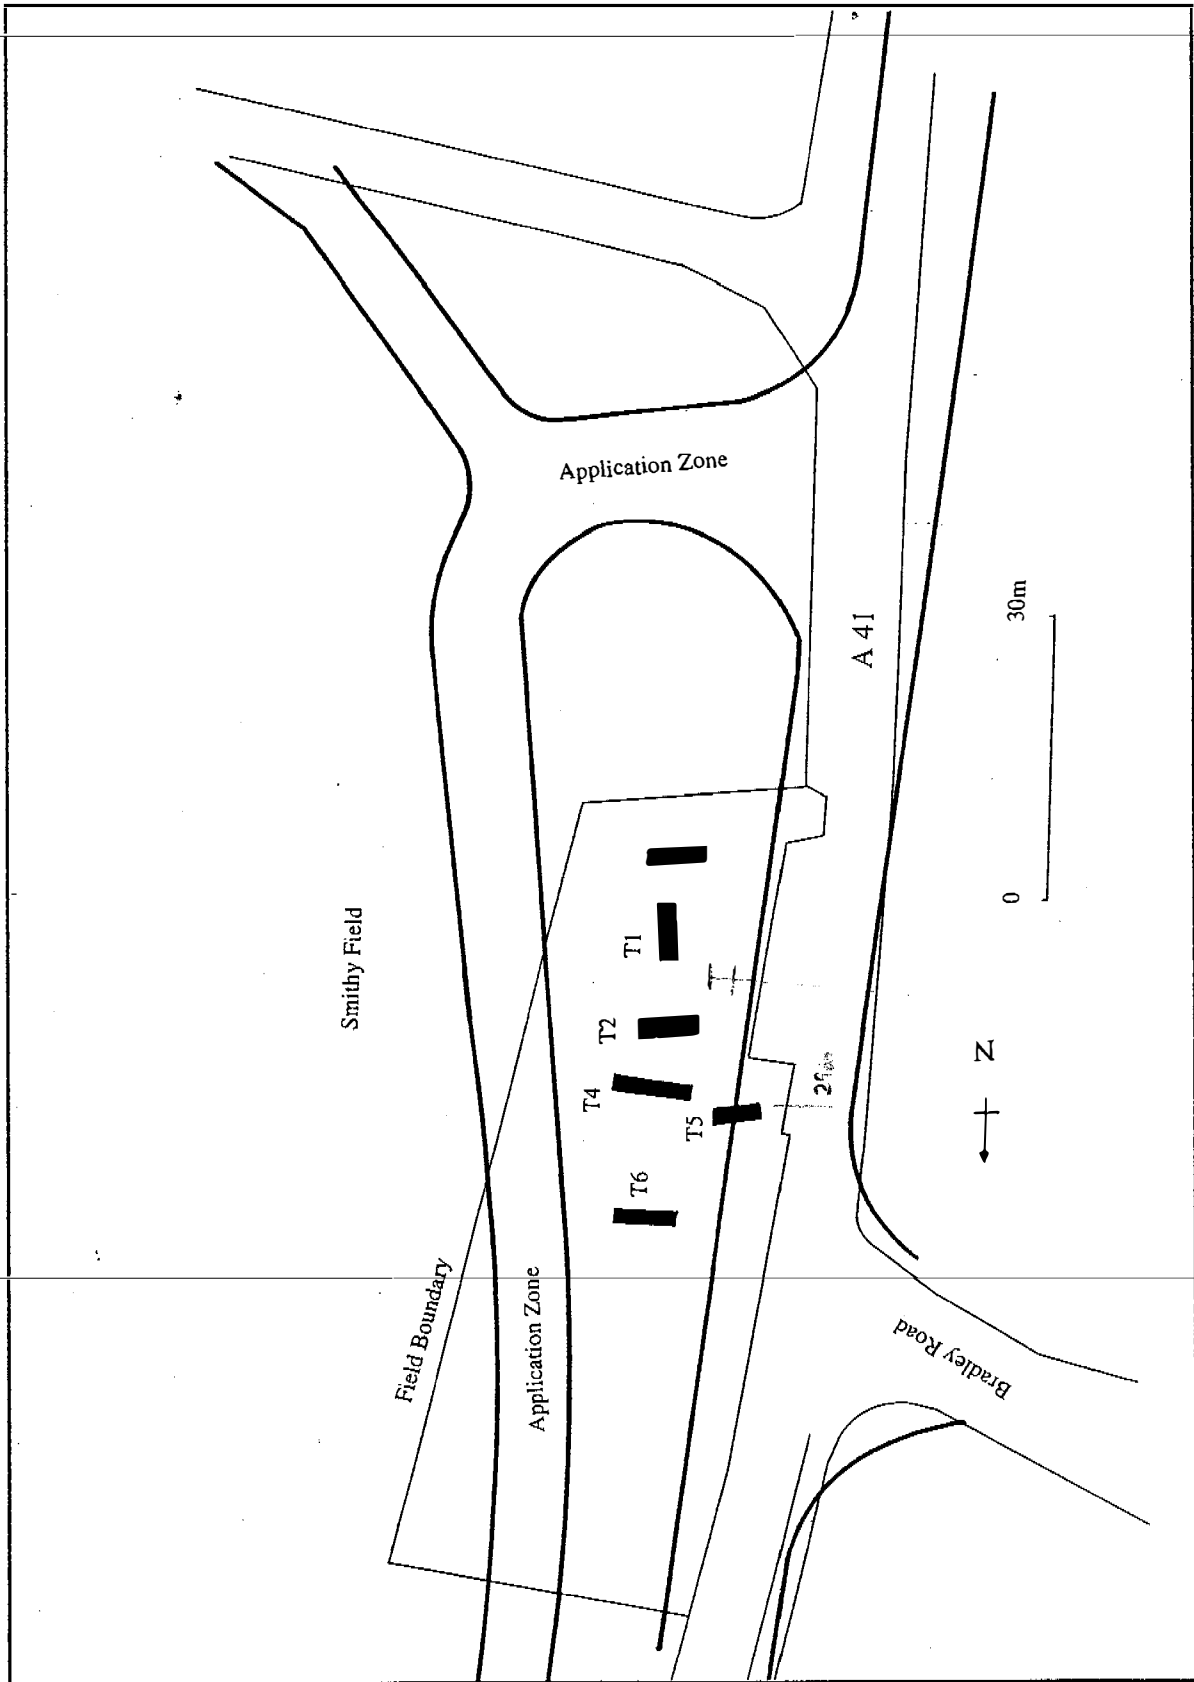 Application Zone
A 41
30m
0
Smithy Field
T1
T2
T4
T5
T6
N
Field Boundary
Application Zone
Bradley Road